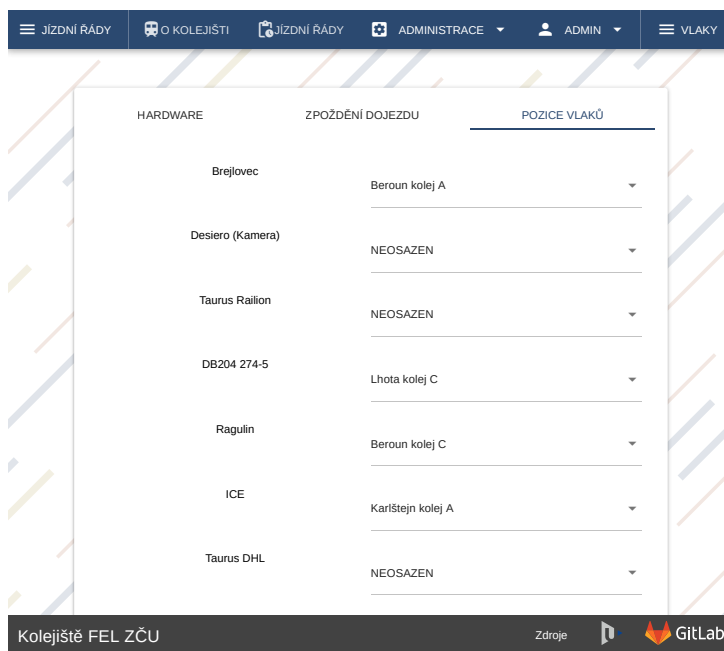 JÍZDNÍ ŘÁDY O KOLEJIŠTI JÍZDNÍ ŘÁDY ADMINISTRACE ADMIN VLAKY
HARDWARE ZPOŽDĚNÍ DOJEZDU POZICE VLAKŮ
Brejlovec
Beroun kolej A
Desiero (Kamera)
NEOSAZEN
Taurus Railion
NEOSAZEN
DB204 274-5
Lhota kolej C
Ragulin
Beroun kolej C
ICE
Karlštejn kolej A
Taurus DHL
NEOSAZEN
Kolejiště FEL ZČU Zdroje GitLab